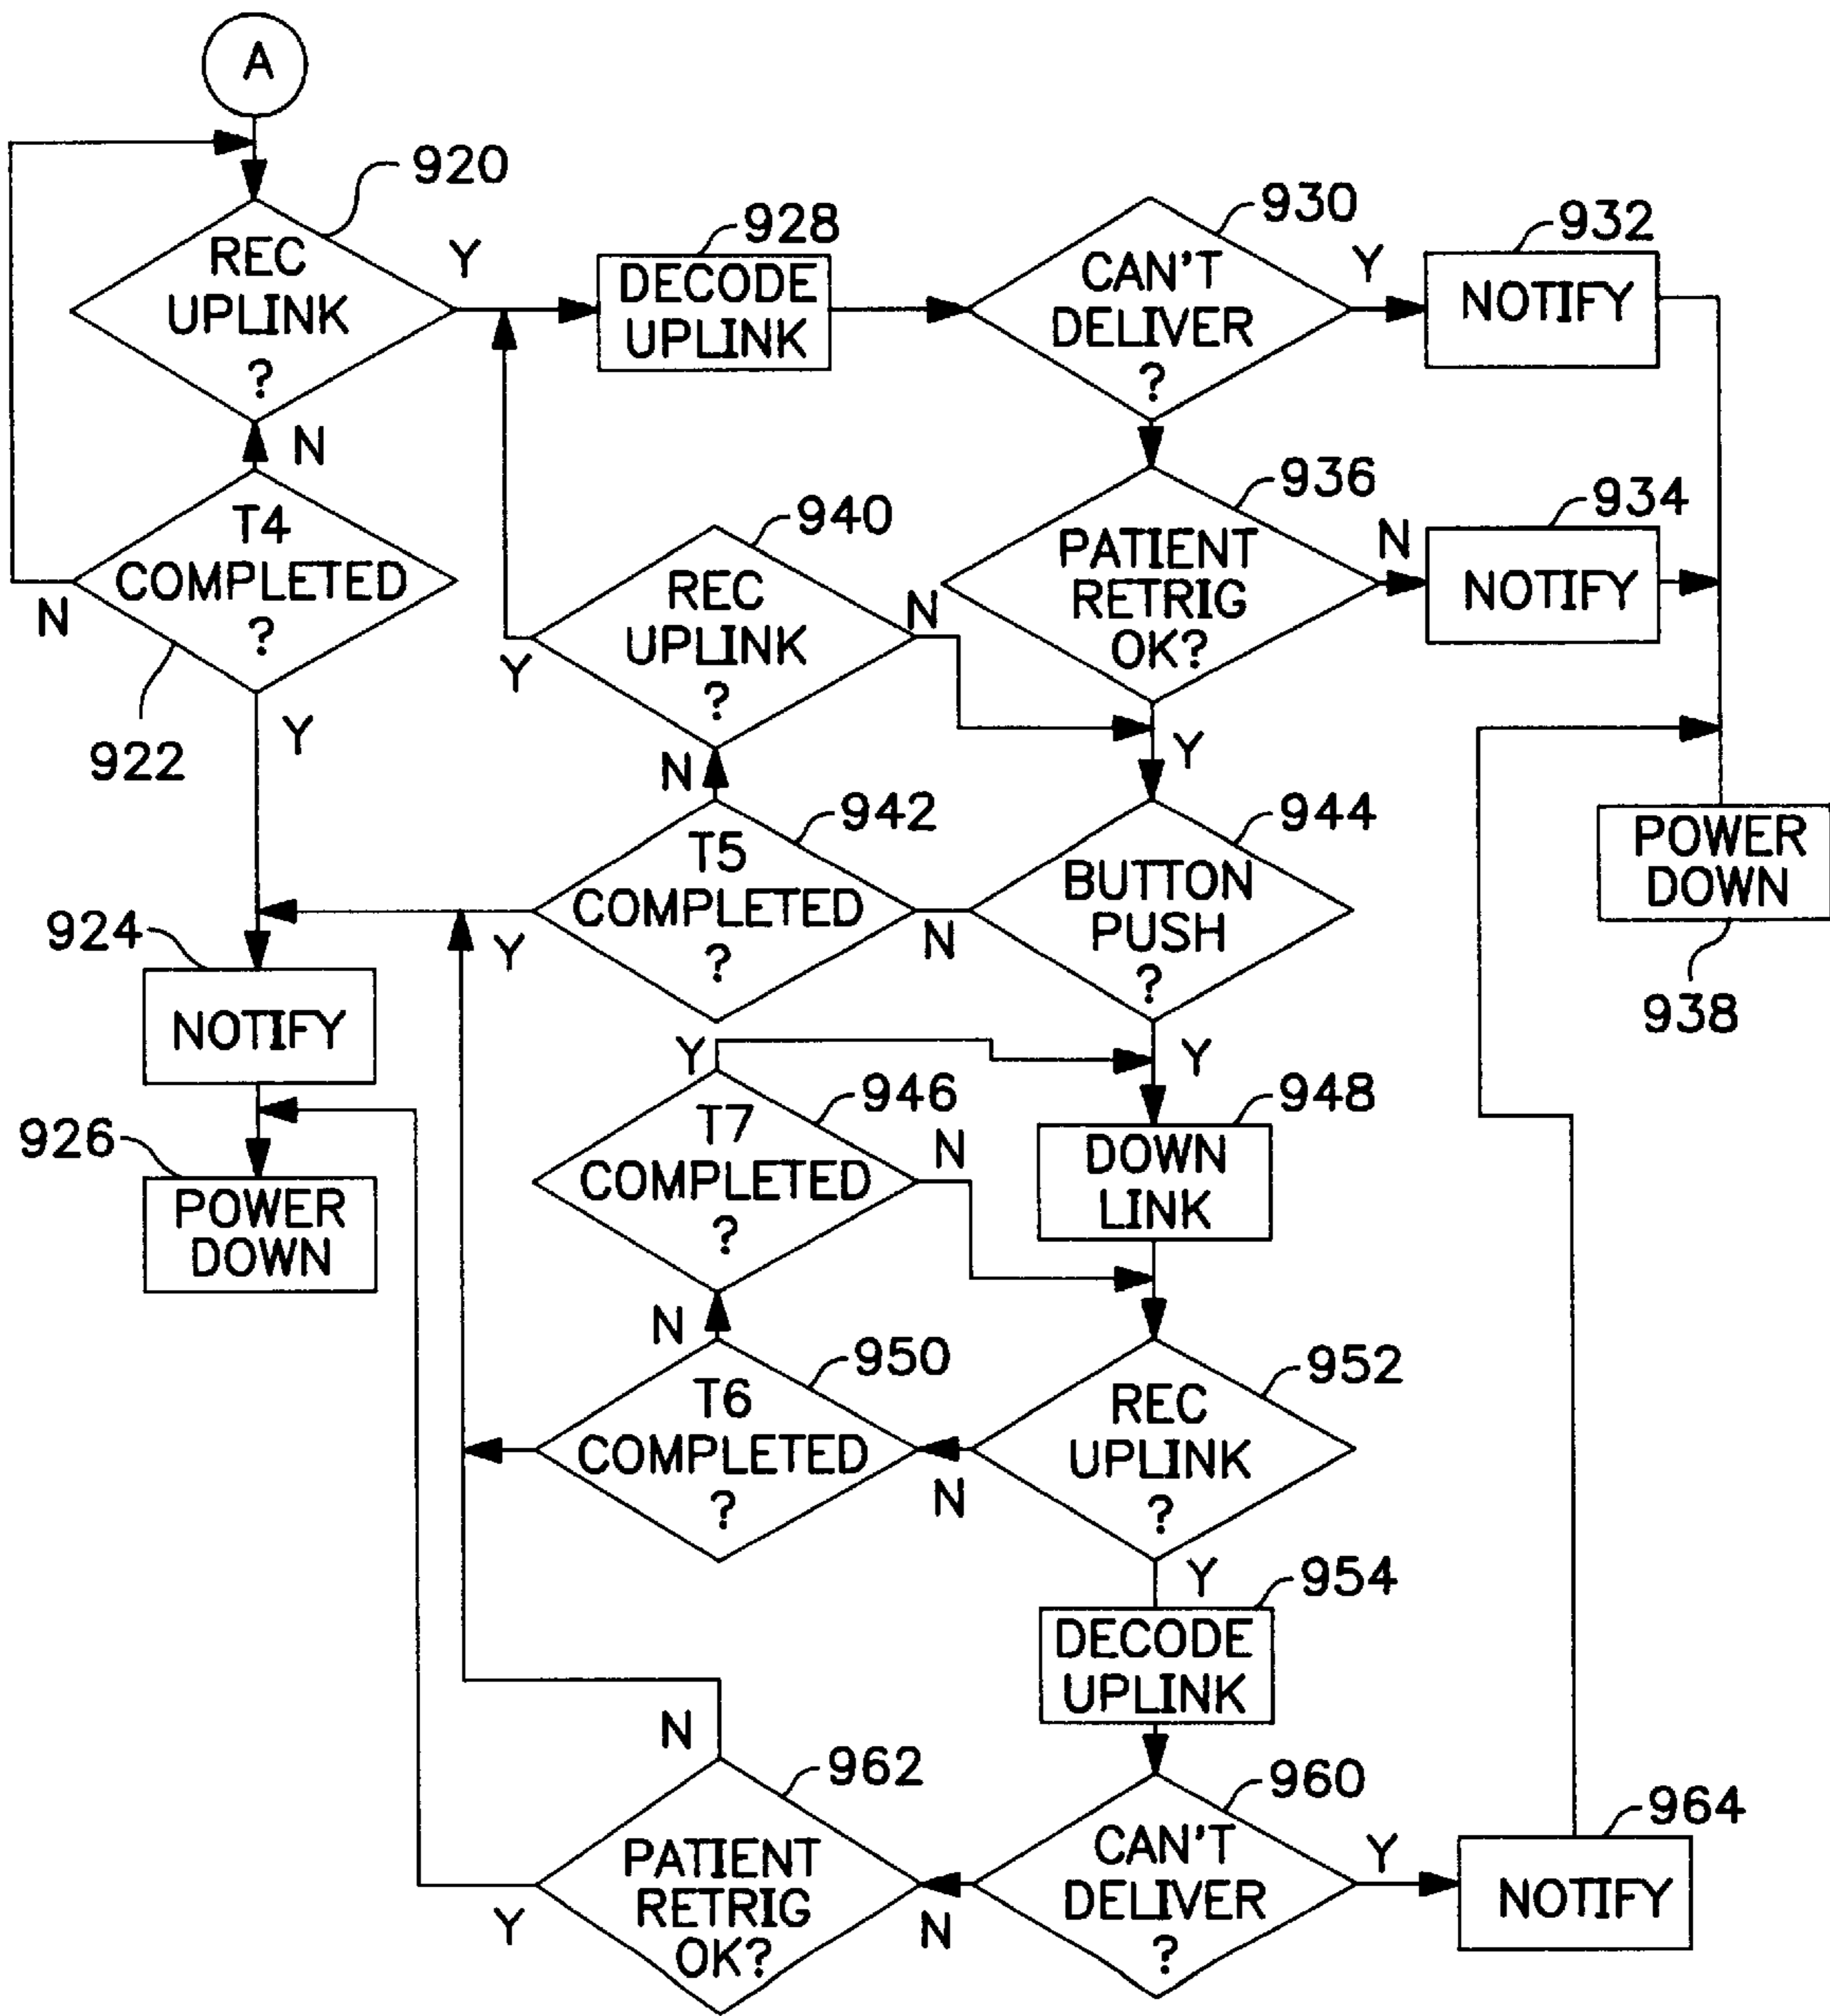 A
920
REC
UPLINK
?
Y
928
DECODE
UPLINK
930
CAN'T
DELIVER
?
Y
932
NOTIFY
N
T4
COMPLETED
?
N
Y
922
940
REC
UPLINK
?
Y
N
936
PATIENT
RETRIG
OK?
N
934
NOTIFY
Y
N
942
T5
COMPLETED
?
Y
N
944
BUTTON
PUSH
?
Y
POWER
DOWN
938
924
NOTIFY
926
POWER
DOWN
Y
946
T7
COMPLETED
?
N
948
DOWN
LINK
N
950
T6
COMPLETED
?
N
952
REC
UPLINK
?
Y
954
DECODE
UPLINK
N
962
PATIENT
RETRIG
OK?
Y
N
960
CAN'T
DELIVER
?
Y
964
NOTIFY